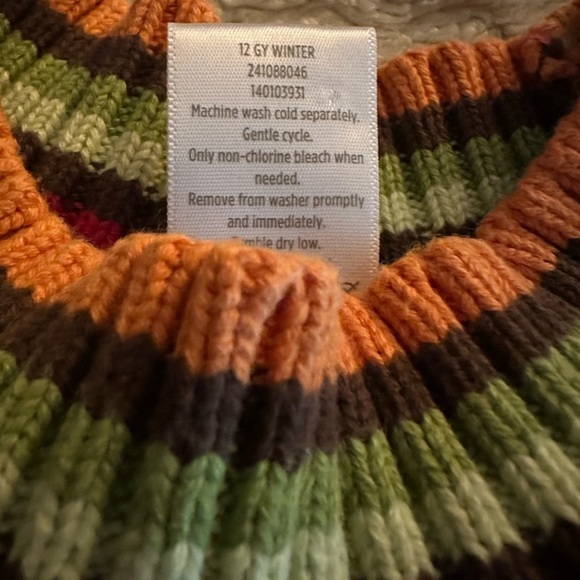 12 GY WINTER
241088046
140103931
Machine wash cold separately.
Gentle cycle.
Only non-chlorine bleach when
needed.
Remove from washer promptly
and immediately.
Tumble dry low.